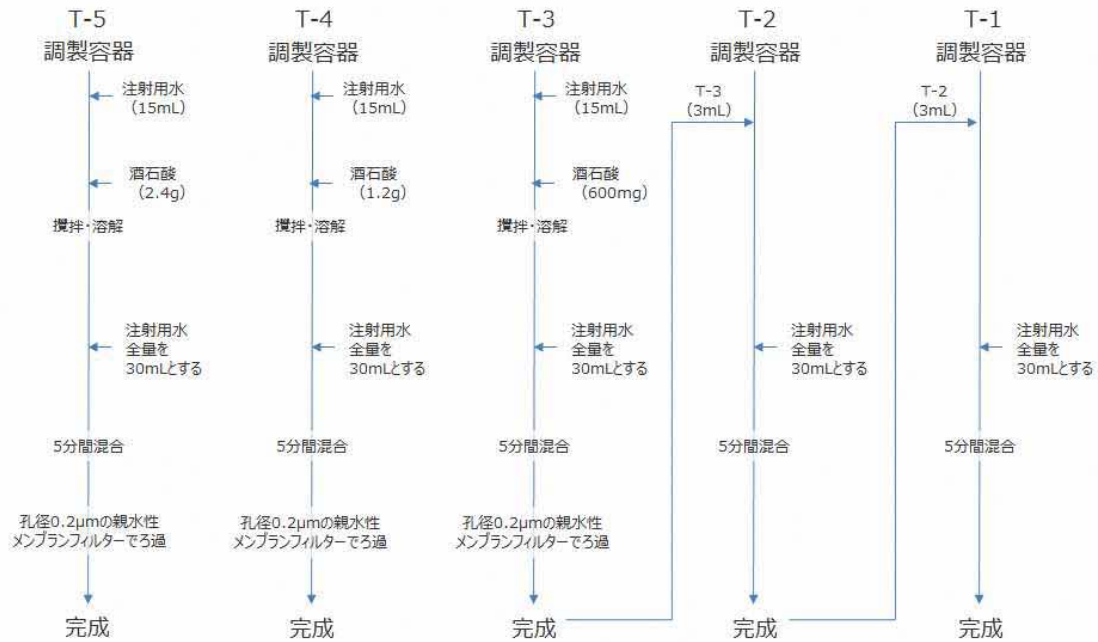 T-5
調製容器
注射用水
（15mL）
酒石酸
（2.4g）
攪拌・溶解
注射用水
全量を
30mLとする
5分間混合
孔径0.2μmの親水性
メンブランフィルターでろ過
完成
T-4
調製容器
注射用水
（15mL）
酒石酸
（1.2g）
攪拌・溶解
注射用水
全量を
30mLとする
5分間混合
孔径0.2μmの親水性
メンブランフィルターでろ過
完成
T-3
調製容器
注射用水
（15mL）
酒石酸
（600mg）
攪拌・溶解
注射用水
全量を
30mLとする
5分間混合
孔径0.2μmの親水性
メンブランフィルターでろ過
完成
T-2
調製容器
T-3
（3mL）
注射用水
全量を
30mLとする
5分間混合
完成
T-1
調製容器
T-2
（3mL）
注射用水
全量を
30mLとする
5分間混合
完成